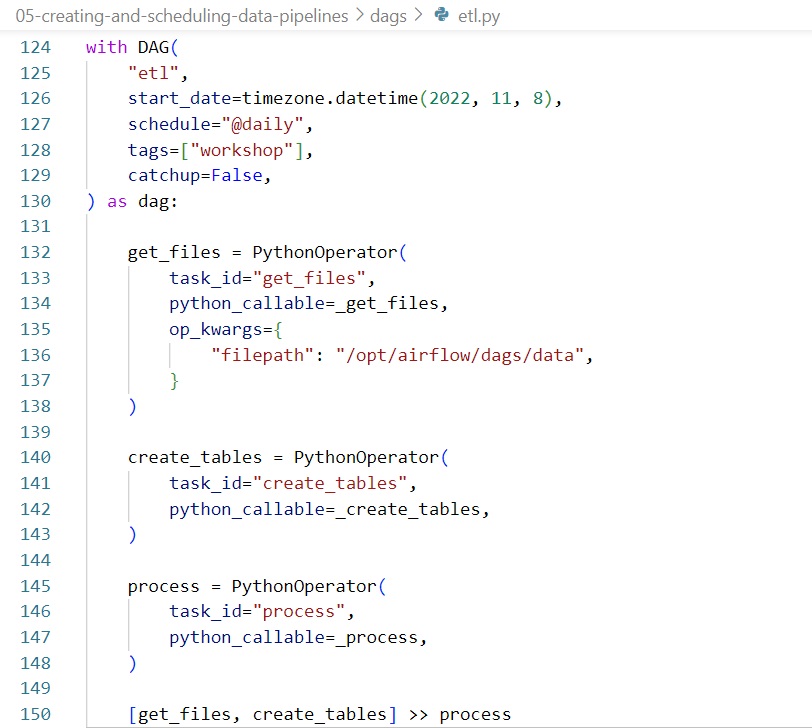 05-creating-and-scheduling-data-pipelines > dags > etl.py
124 with DAG(
125     "etl",
126     start_date=timezone.datetime(2022, 11, 8),
127     schedule="@daily",
128     tags=["workshop"],
129     catchup=False,
130 ) as dag:
131
132     get_files = PythonOperator(
133         task_id="get_files",
134         python_callable=_get_files,
135         op_kwargs={
136             "filepath": "/opt/airflow/dags/data",
137         }
138     )
139
140     create_tables = PythonOperator(
141         task_id="create_tables",
142         python_callable=_create_tables,
143     )
144
145     process = PythonOperator(
146         task_id="process",
147         python_callable=_process,
148     )
149
150     [get_files, create_tables] >> process